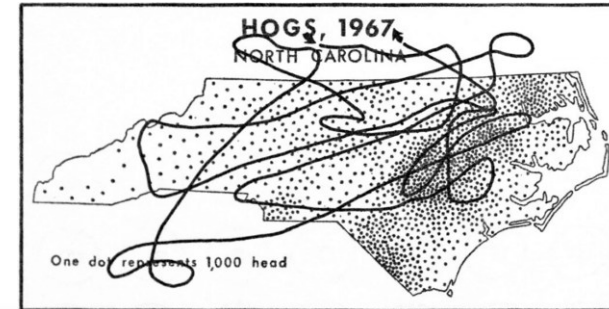 HOGS, 1967
NORTH CAROLINA
One dot represents 1,000 head